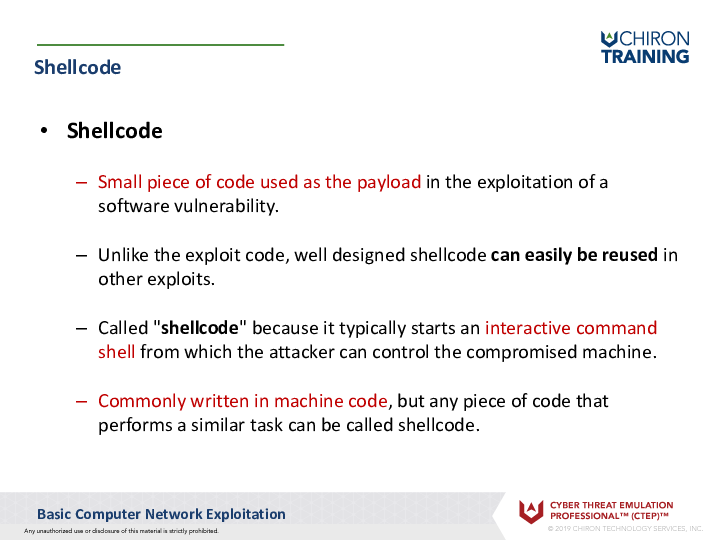 CHIRON
TRAINING
Shellcode
• Shellcode
– Small piece of code used as the payload in the exploitation of a
software vulnerability.
– Unlike the exploit code, well designed shellcode can easily be reused in
other exploits.
– Called "shellcode" because it typically starts an interactive command
shell from which the attacker can control the compromised machine.
– Commonly written in machine code, but any piece of code that
performs a similar task can be called shellcode.
Basic Computer Network Exploitation
Any unauthorized use or disclosure of this material is strictly prohibited.
CYBER THREAT EMULATION
PROFESSIONAL™ (CTEP)™
© 2019 CHIRON TECHNOLOGY SERVICES, INC.